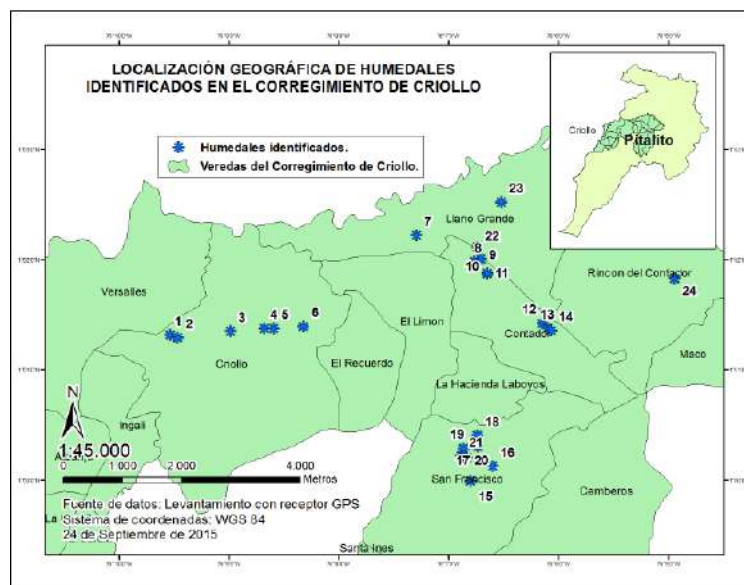 LOCALIZACIÓN GEOGRÁFICA DE HUMEDALES
IDENTIFICADOS EN EL CORREGIMIENTO DE CRIOLLO
Humedales identificados.
Veredas del Corregimiento de Criollo.
Criollo
Pitalito
23
Llano Grande
7
22
8
9
10
11
Rincon del Contador
24
Versalles
12
13
14
Contador
1
2
3
4
5
6
Criollo
El Limon
El Recuerdo
Maco
La Hacienda Laboyos
N
Ingali
18
19
21
17
20
16
San Francisco
15
Cemberos
1:45.000
0
1.000
2.000
4.000
Metros
La
Fuente de datos: Levantamiento con receptor GPS
Sistema de coordenadas: WGS 84
24 de Septiembre de 2015
Santa Ines